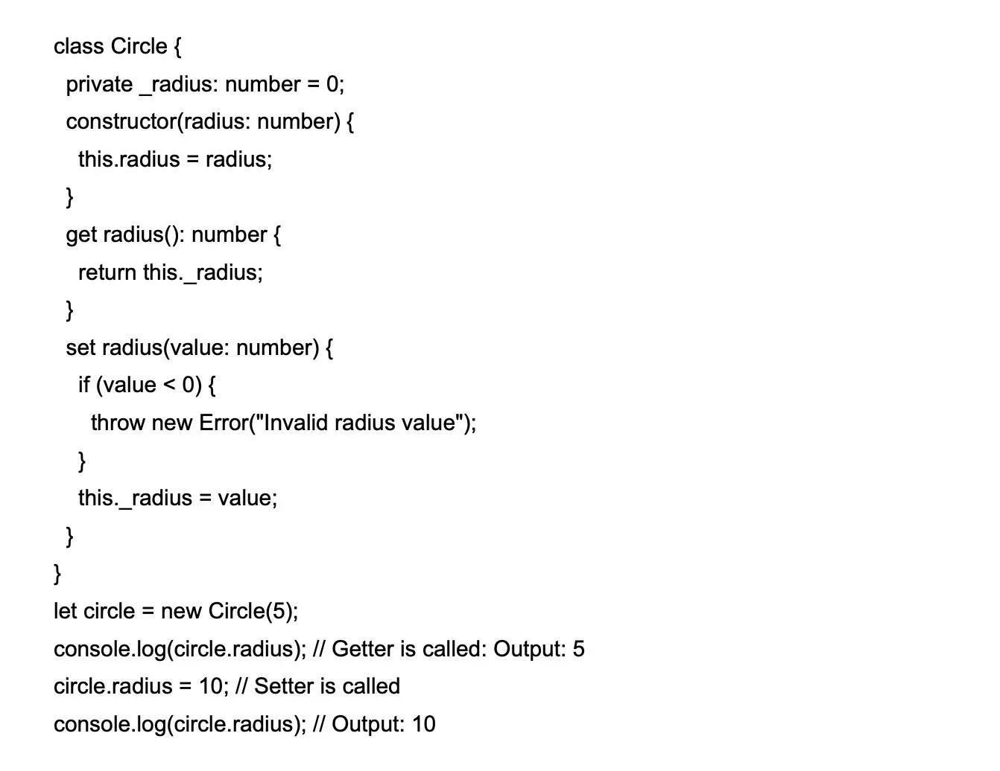 class Circle {
private _radius: number = 0;
constructor(radius: number) {
this.radius = radius;
}
get radius(): number {
return this._radius;
}
set radius(value: number) {
if (value < 0) {
throw new Error("Invalid radius value");
}
this._radius = value;
}
}
let circle = new Circle(5);
console.log(circle.radius); // Getter is called: Output: 5
circle.radius = 10; // Setter is called
console.log(circle.radius); // Output: 10